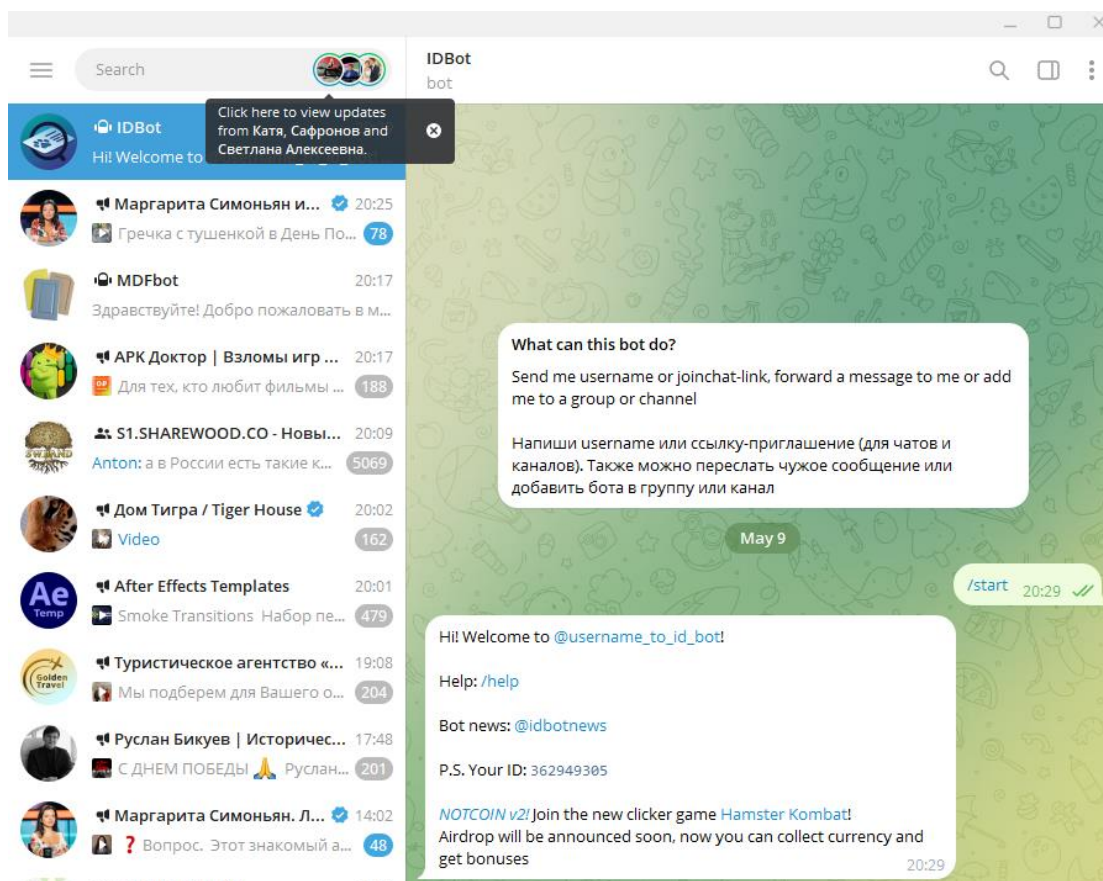 Search
Click here to view updates
from Катя, Сафронов and
Светлана Алексеевна.
IDBot
Hi! Welcome to
Маргарита Симоньян и... 20:25
Гречка с тушенкой в День По... 78
MDFbot 20:17
Здравствуйте! Добро пожаловать в м...
АРК Доктор | Взломы игр ... 20:17
Для тех, кто любит фильмы ... 188
S1.SHAREWOOD.CO - Новы... 20:09
Anton: а в России есть такие к... 5069
SW.BAND
Дом Тигра / Tiger House 20:02
Video 162
Ae
Temp
After Effects Templates 20:01
Smoke Transitions Набор пе... 479
Golden
Travel
Туристическое агентство «... 19:08
Мы подберем для Вашего о... 204
Руслан Бикуев | Историчес... 17:48
С ДНЕМ ПОБЕДЫ 🙏 Руслан... 201
Маргарита Симоньян. Л... 14:02
❓ Вопрос. Этот знакомый а... 48
IDBot
bot
What can this bot do?
Send me username or joinchat-link, forward a message to me or add
me to a group or channel
Напиши username или ссылку-приглашение (для чатов и
каналов). Также можно переслать чужое сообщение или
добавить бота в группу или канал
May 9
/start 20:29
Hi! Welcome to @username_to_id_bot!
Help: /help
Bot news: @idbotnews
P.S. Your ID: 362949305
NOTCOIN v2! Join the new clicker game Hamster Kombat!
Airdrop will be announced soon, now you can collect currency and
get bonuses
20:29